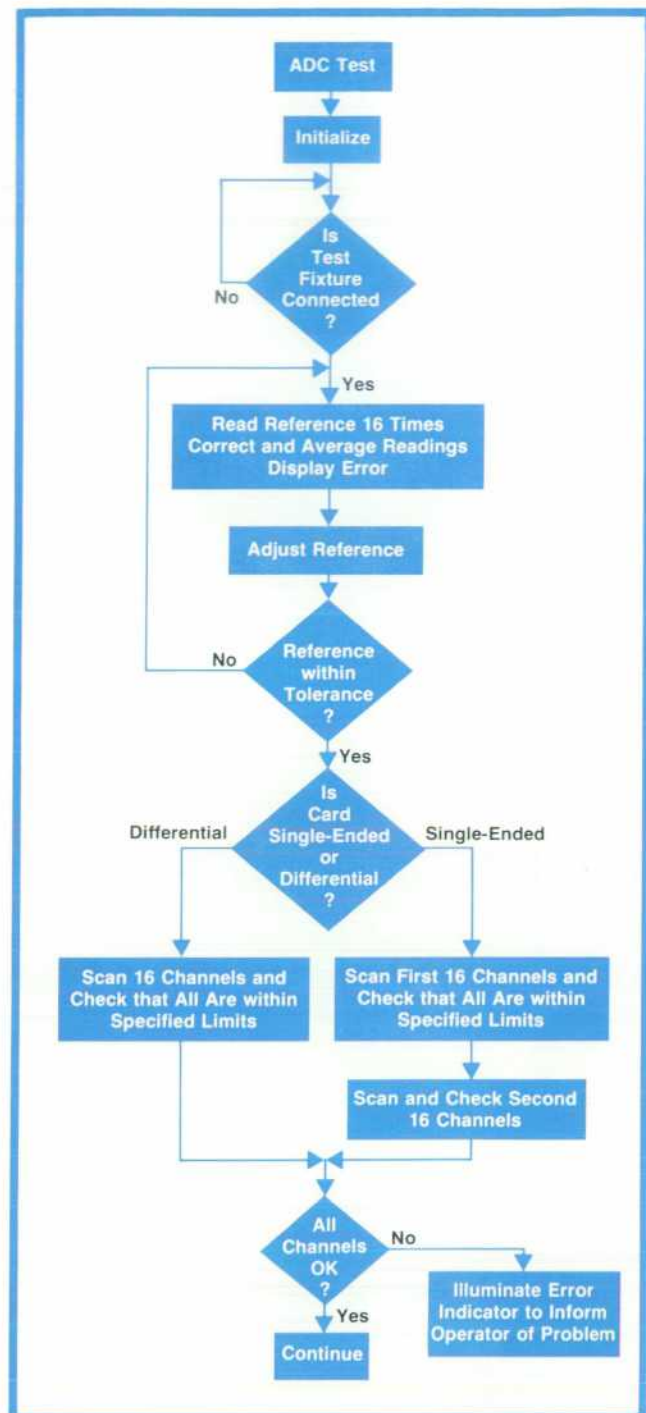 ADC Test
Initialize
Is
Test
Fixture
Connected
?
No
Yes
Read Reference 16 Times
Correct and Average Readings
Display Error
Adjust Reference
No
Reference
within
Tolerance
?
Yes
Is
Card
Single-Ended
or
Differential
?
Differential
Single-Ended
Scan 16 Channels and
Check that All Are within
Specified Limits
Scan First 16 Channels and
Check that All Are within
Specified Limits
Scan and Check Second
16 Channels
All
Channels
OK
?
No
Yes
Illuminate Error
Indicator to Inform
Operator of Problem
Continue